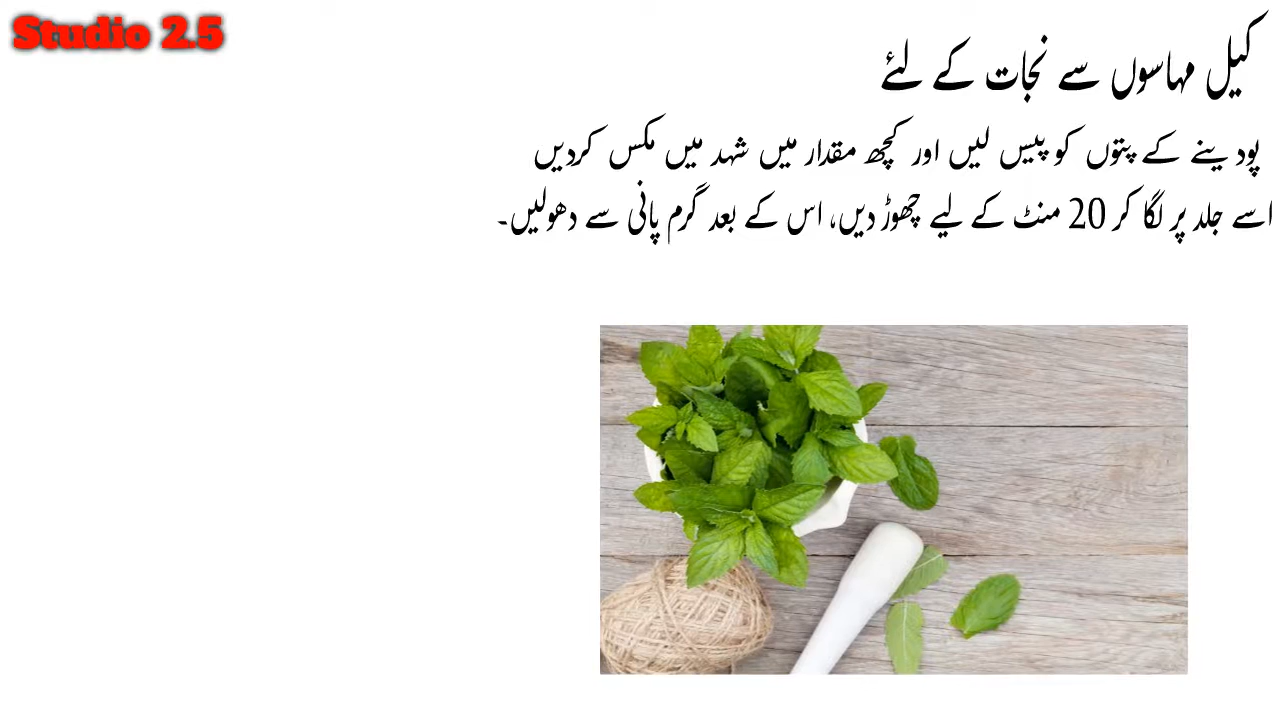 Studio 2.5
کیل مہاسوں سے نجات کے لئے
پودینے کے پتوں کو پیس لیں اور کچھ مقدار میں شہد میں مکس کردیں
اسے جلد پر لگا کر 20 منٹ کے لیے چھوڑ دیں، اس کے بعد گرم پانی سے دھولیں۔